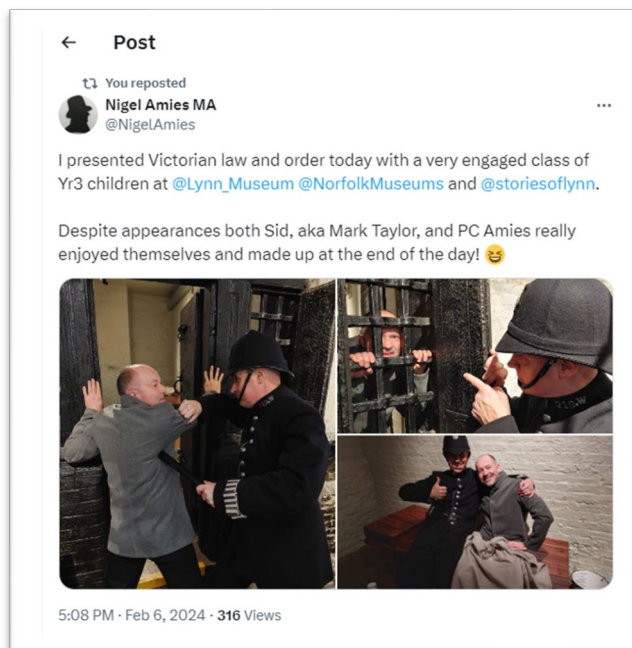 Post
You reposted
Nigel Amies MA
@NigelAmies
I presented Victorian law and order today with a very engaged class of
Yr3 children at @Lynn_Museum @NorfolkMuseums and @storiesoflynn.
Despite appearances both Sid, aka Mark Taylor, and PC Amies really
enjoyed themselves and made up at the end of the day! 😆
5:08 PM · Feb 6, 2024 · 316 Views